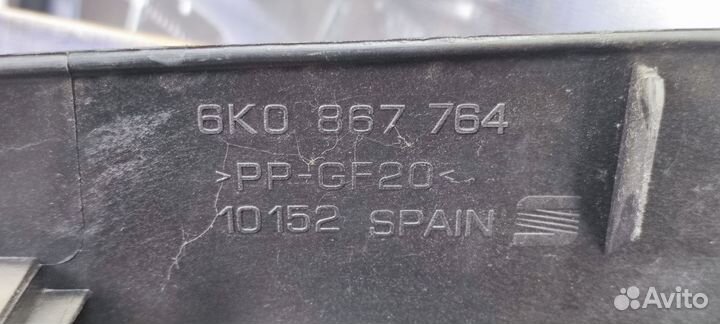 6K0 867 764
>PP-GF20<
10152 SPAIN
Avito